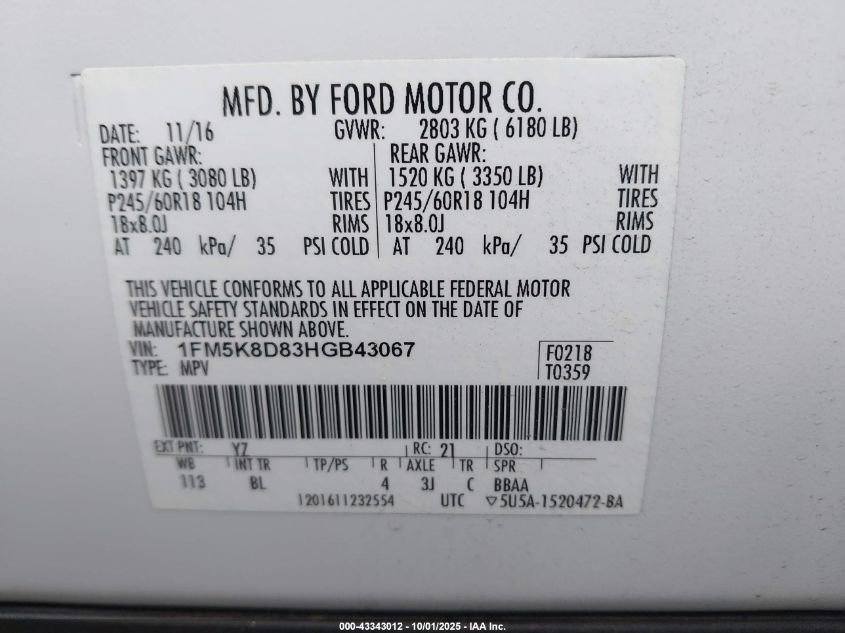 MFD. BY FORD MOTOR CO.
DATE: 11/16 GVWR: 2803 KG ( 6180 LB)
FRONT GAWR: REAR GAWR:
1397 KG ( 3080 LB) WITH 1520 KG ( 3350 LB) WITH
P245/60R18 104H TIRES P245/60R18 104H TIRES
18x8.0J RIMS 18x8.0J RIMS
AT 240 kPa/ 35 PSI COLD AT 240 kPa/ 35 PSI COLD
THIS VEHICLE CONFORMS TO ALL APPLICABLE FEDERAL MOTOR
VEHICLE SAFETY STANDARDS IN EFFECT ON THE DATE OF
MANUFACTURE SHOWN ABOVE.
VIN: 1FM5K8D83HGB43067 F0218
TYPE: MPV T0359
EXT PNT: YZ RC: 21 DSO:
WB INT TR TP/PS R AXLE TR SPR
113 BL 4 3J C BBAA
1201611232554 UTC ▽5U5A-1520472-BA
000-43343012 - 10/01/2025 - IAA Inc.